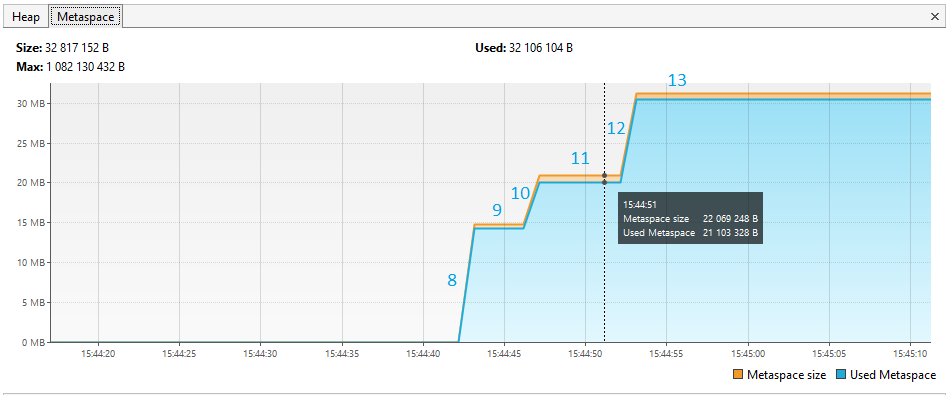 Heap Metaspace ×
Size: 32 817 152 B Used: 32 106 104 B
Max: 1 082 130 432 B
13
30 MB
12
25 MB
11
20 MB
10
9
15:44:51
Metaspace size 22 069 248 B
Used Metaspace 21 103 328 B
15 MB
10 MB
8
5 MB
0 MB
15:44:20 15:44:25 15:44:30 15:44:35 15:44:40 15:44:45 15:44:50 15:44:55 15:45:00 15:45:05 15:45:10
Metaspace size Used Metaspace